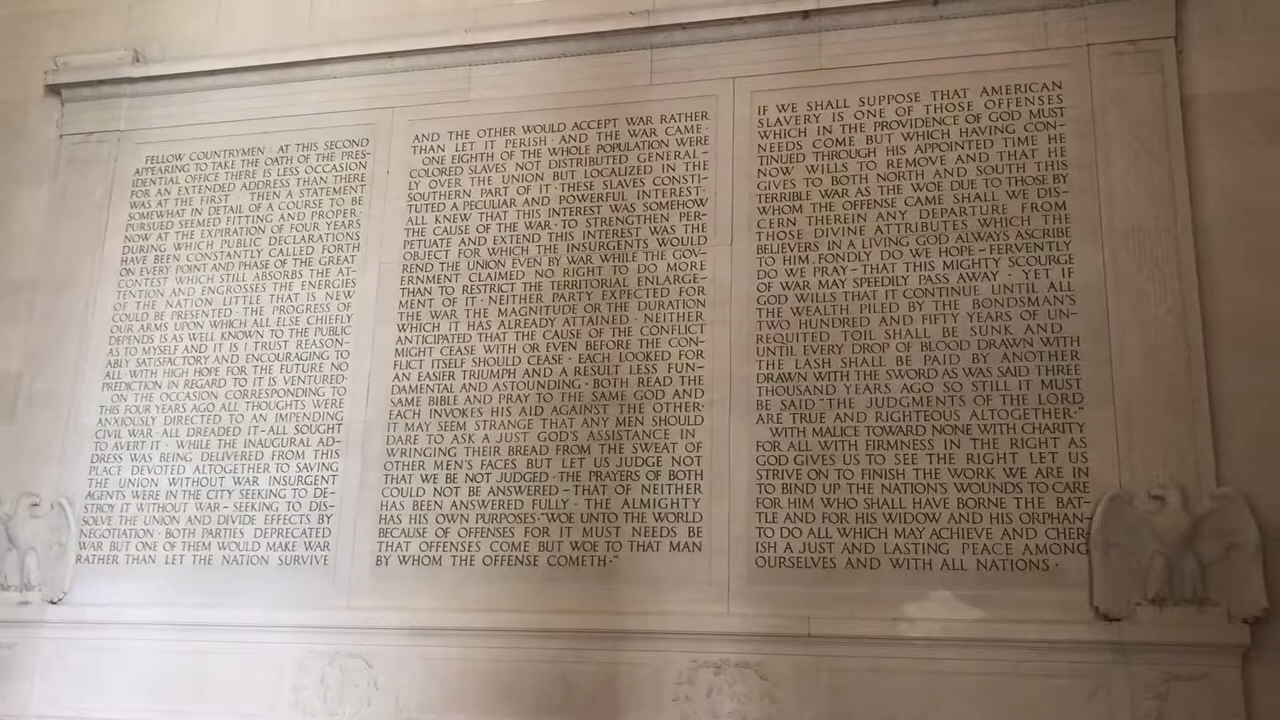 FELLOW COUNTRYMEN · AT THIS SECOND
APPEARING TO TAKE THE OATH OF THE PRES-
IDENTIAL OFFICE THERE IS LESS OCCASION
FOR AN EXTENDED ADDRESS THAN THERE
WAS AT THE FIRST · THEN A STATEMENT
SOMEWHAT IN DETAIL OF A COURSE TO BE
PURSUED SEEMED FITTING AND PROPER·
NOW AT THE EXPIRATION OF FOUR YEARS
DURING WHICH PUBLIC DECLARATIONS
HAVE BEEN CONSTANTLY CALLED FORTH
ON EVERY POINT AND PHASE OF THE GREAT
CONTEST WHICH STILL ABSORBS THE AT-
TENTION AND ENGROSSES THE ENERGIES
OF THE NATION LITTLE THAT IS NEW
COULD BE PRESENTED · THE PROGRESS OF
OUR ARMS UPON WHICH ALL ELSE CHIEFLY
DEPENDS IS AS WELL KNOWN TO THE PUBLIC
AS TO MYSELF AND IT IS I TRUST REASON-
ABLY SATISFACTORY AND ENCOURAGING TO
ALL · WITH HIGH HOPE FOR THE FUTURE NO
PREDICTION IN REGARD TO IT IS VENTURED·
ON THE OCCASION CORRESPONDING TO
THIS FOUR YEARS AGO ALL THOUGHTS WERE
ANXIOUSLY DIRECTED TO AN IMPENDING
CIVIL WAR · ALL DREADED IT – ALL SOUGHT
TO AVERT IT · WHILE THE INAUGURAL AD-
DRESS WAS BEING DELIVERED FROM THIS
PLACE DEVOTED ALTOGETHER TO SAVING
THE UNION WITHOUT WAR INSURGENT
AGENTS WERE IN THE CITY SEEKING TO DE-
STROY IT WITHOUT WAR – SEEKING TO DIS-
SOLVE THE UNION AND DIVIDE EFFECTS BY
NEGOTIATION · BOTH PARTIES DEPRECATED
WAR BUT ONE OF THEM WOULD MAKE WAR
RATHER THAN LET THE NATION SURVIVE
AND THE OTHER WOULD ACCEPT WAR RATHER
THAN LET IT PERISH · AND THE WAR CAME ·
ONE EIGHTH OF THE WHOLE POPULATION WERE
COLORED SLAVES NOT DISTRIBUTED GENERAL-
LY OVER THE UNION BUT LOCALIZED IN THE
SOUTHERN PART OF IT · THESE SLAVES CONSTI-
TUTED A PECULIAR AND POWERFUL INTEREST·
ALL KNEW THAT THIS INTEREST WAS SOMEHOW
THE CAUSE OF THE WAR · TO STRENGTHEN PER-
PETUATE AND EXTEND THIS INTEREST WAS THE
OBJECT FOR WHICH THE INSURGENTS WOULD
REND THE UNION EVEN BY WAR WHILE THE GOV-
ERNMENT CLAIMED NO RIGHT TO DO MORE
THAN TO RESTRICT THE TERRITORIAL ENLARGE-
MENT OF IT · NEITHER PARTY EXPECTED FOR
THE WAR THE MAGNITUDE OR THE DURATION
WHICH IT HAS ALREADY ATTAINED · NEITHER
ANTICIPATED THAT THE CAUSE OF THE CONFLICT
MIGHT CEASE WITH OR EVEN BEFORE THE CON-
FLICT ITSELF SHOULD CEASE · EACH LOOKED FOR
AN EASIER TRIUMPH AND A RESULT LESS FUN-
DAMENTAL AND ASTOUNDING · BOTH READ THE
SAME BIBLE AND PRAY TO THE SAME GOD AND
EACH INVOKES HIS AID AGAINST THE OTHER·
IT MAY SEEM STRANGE THAT ANY MEN SHOULD
DARE TO ASK A JUST GOD'S ASSISTANCE IN
WRINGING THEIR BREAD FROM THE SWEAT OF
OTHER MEN'S FACES BUT LET US JUDGE NOT
THAT WE BE NOT JUDGED · THE PRAYERS OF BOTH
COULD NOT BE ANSWERED – THAT OF NEITHER
HAS BEEN ANSWERED FULLY · THE ALMIGHTY
HAS HIS OWN PURPOSES·"WOE UNTO THE WORLD
BECAUSE OF OFFENSES FOR IT MUST NEEDS BE
THAT OFFENSES COME BUT WOE TO THAT MAN
BY WHOM THE OFFENSE COMETH·"
IF WE SHALL SUPPOSE THAT AMERICAN
SLAVERY IS ONE OF THOSE OFFENSES
WHICH IN THE PROVIDENCE OF GOD MUST
NEEDS COME BUT WHICH HAVING CON-
TINUED THROUGH HIS APPOINTED TIME HE
NOW WILLS TO REMOVE AND THAT HE
GIVES TO BOTH NORTH AND SOUTH THIS
TERRIBLE WAR AS THE WOE DUE TO THOSE BY
WHOM THE OFFENSE CAME SHALL WE DIS-
CERN THEREIN ANY DEPARTURE FROM
THOSE DIVINE ATTRIBUTES WHICH THE
BELIEVERS IN A LIVING GOD ALWAYS ASCRIBE
TO HIM. FONDLY DO WE HOPE – FERVENTLY
DO WE PRAY – THAT THIS MIGHTY SCOURGE
OF WAR MAY SPEEDILY PASS AWAY · YET IF
GOD WILLS THAT IT CONTINUE UNTIL ALL
THE WEALTH PILED BY THE BONDSMAN'S
TWO HUNDRED AND FIFTY YEARS OF UN-
REQUITED TOIL SHALL BE SUNK AND
UNTIL EVERY DROP OF BLOOD DRAWN WITH
THE LASH SHALL BE PAID BY ANOTHER
DRAWN WITH THE SWORD AS WAS SAID THREE
THOUSAND YEARS AGO SO STILL IT MUST
BE SAID "THE JUDGMENTS OF THE LORD
ARE TRUE AND RIGHTEOUS ALTOGETHER·"
WITH MALICE TOWARD NONE WITH CHARITY
FOR ALL WITH FIRMNESS IN THE RIGHT AS
GOD GIVES US TO SEE THE RIGHT LET US
STRIVE ON TO FINISH THE WORK WE ARE IN
TO BIND UP THE NATION'S WOUNDS TO CARE
FOR HIM WHO SHALL HAVE BORNE THE BAT-
TLE AND FOR HIS WIDOW AND HIS ORPHAN-
TO DO ALL WHICH MAY ACHIEVE AND CHER-
ISH A JUST AND LASTING PEACE AMONG
OURSELVES AND WITH ALL NATIONS ·